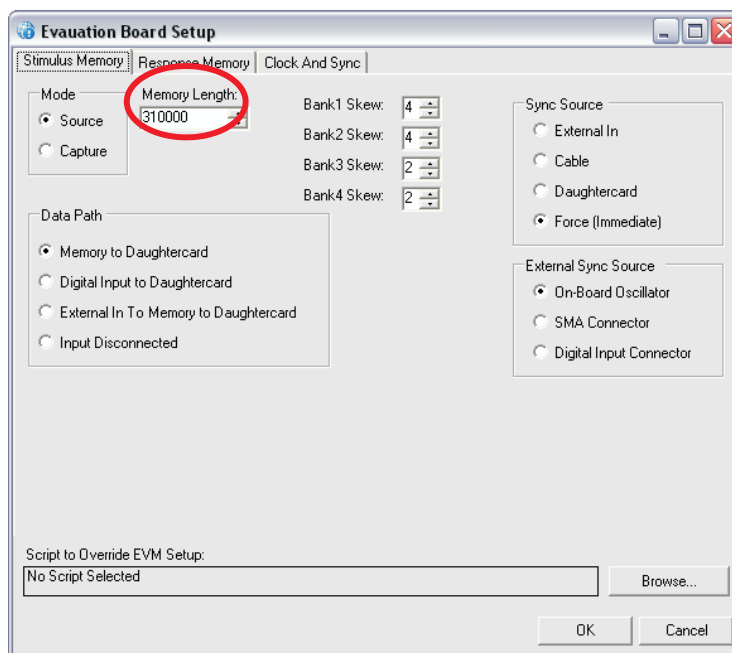 Evauation Board Setup
Stimulus Memory
Response Memory
Clock And Sync
Mode
Source
Capture
Memory Length:
310000
Bank1 Skew: 4
Bank2 Skew: 4
Bank3 Skew: 2
Bank4 Skew: 2
Sync Source
External In
Cable
Daughtercard
Force (Immediate)
Data Path
Memory to Daughtercard
Digital Input to Daughtercard
External In To Memory to Daughtercard
Input Disconnected
External Sync Source
On-Board Oscillator
SMA Connector
Digital Input Connector
Script to Override EVM Setup:
No Script Selected
Browse...
OK
Cancel